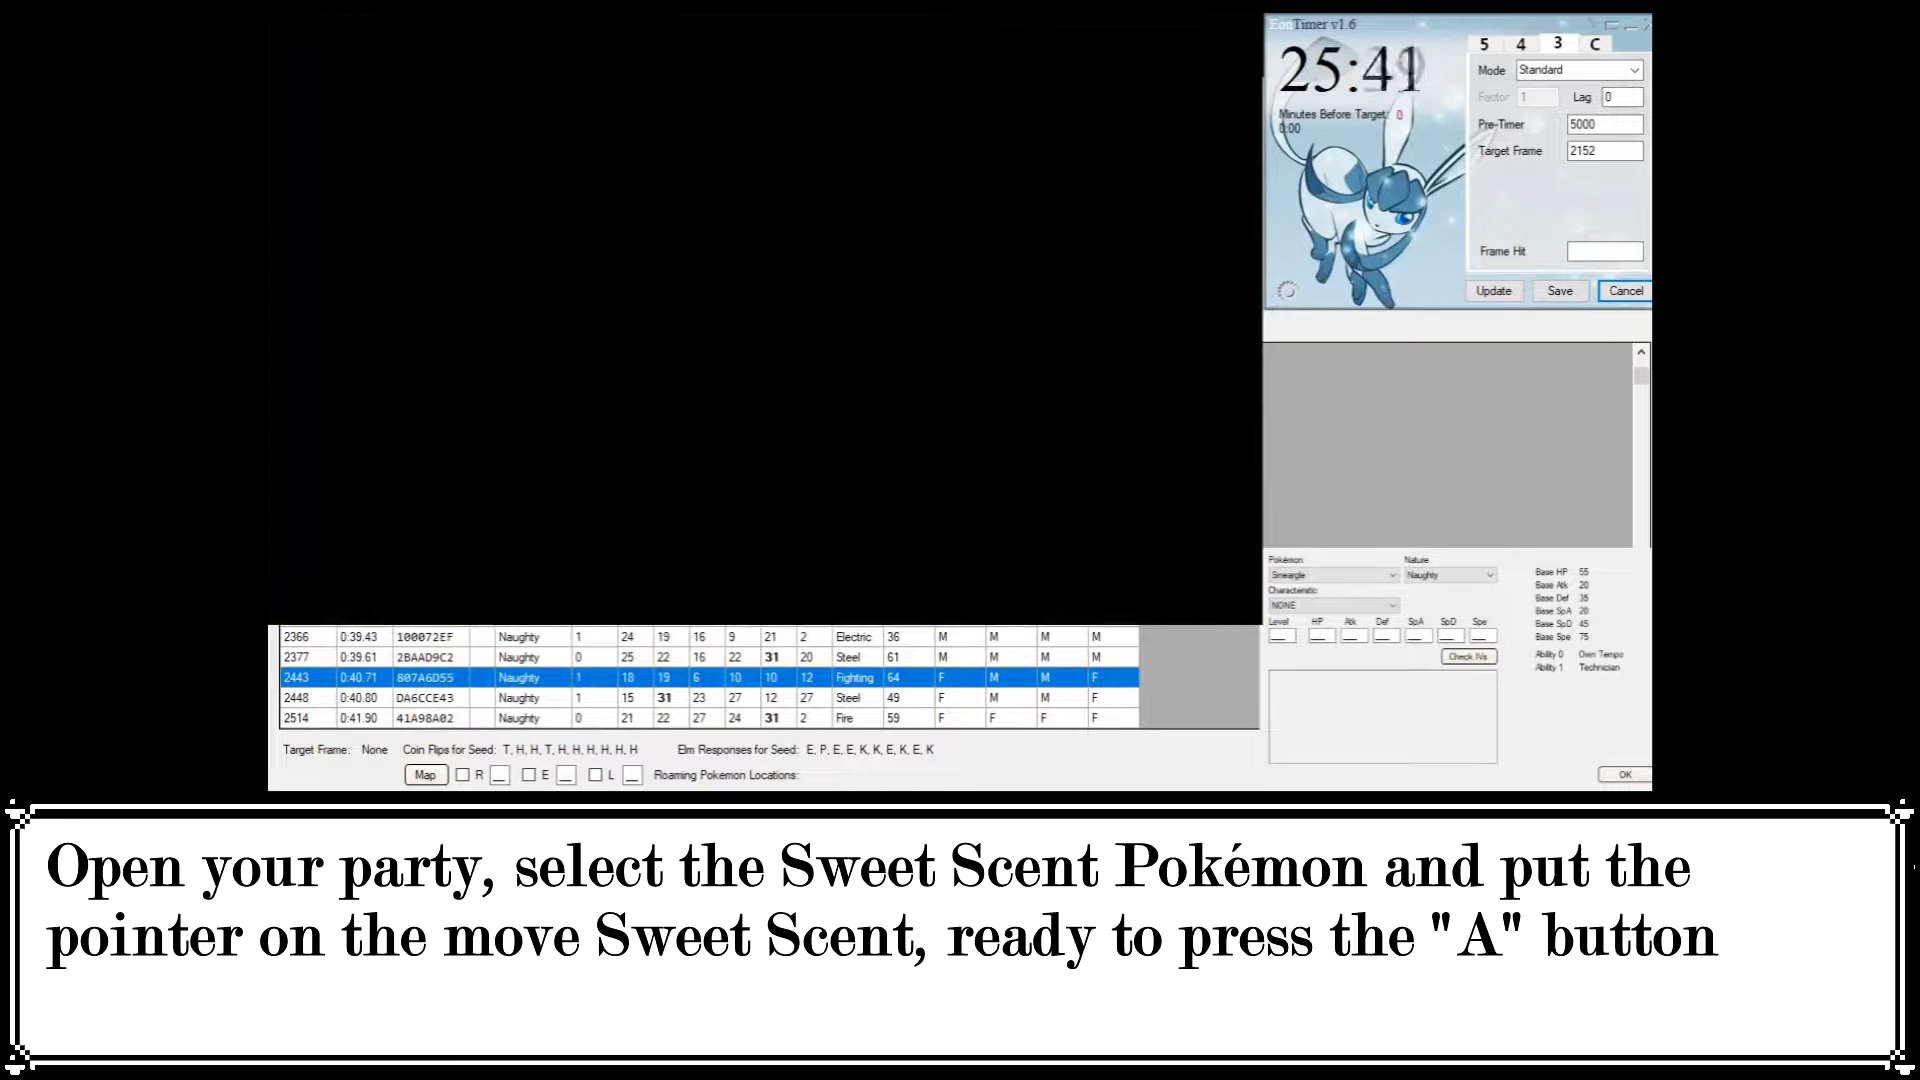 EonTimer v1.6
25:41
Minutes Before Target: 0
0:00
5 4 3 C
Mode Standard
Factor 1 Lag 0
Pre-Timer 5000
Target Frame 2152
Frame Hit
Update Save Cancel
Pokémon Nature
Smeargle Naughty
Characteristic
NONE
Level HP Atk Def SpA SpD Spe
Check IVs
Base HP 55
Base Atk 20
Base Def 35
Base SpA 20
Base SpD 45
Base Spe 75
Ability 0 Own Tempo
Ability 1 Technician
OK
2366 0:39.43 100072EF Naughty 1 24 19 16 9 21 2 Electric 36 M M M M
2377 0:39.61 2BAAD9C2 Naughty 0 25 22 16 22 31 20 Steel 61 M M M M
2443 0:40.71 807A6D55 Naughty 1 18 19 6 10 10 12 Fighting 64 F M M F
2448 0:40.80 DA6CCE43 Naughty 1 15 31 23 27 12 27 Steel 49 F M M F
2514 0:41.90 41A98A02 Naughty 0 21 22 27 24 31 2 Fire 59 F F F F
Target Frame: None Coin Flips for Seed: T, H, H, T, H, H, H, H, H, H Elm Responses for Seed: E, P, E, E, K, K, E, K, E, K
Map R E L Roaming Pokemon Locations:
Open your party, select the Sweet Scent Pokémon and put the
pointer on the move Sweet Scent, ready to press the "A" button